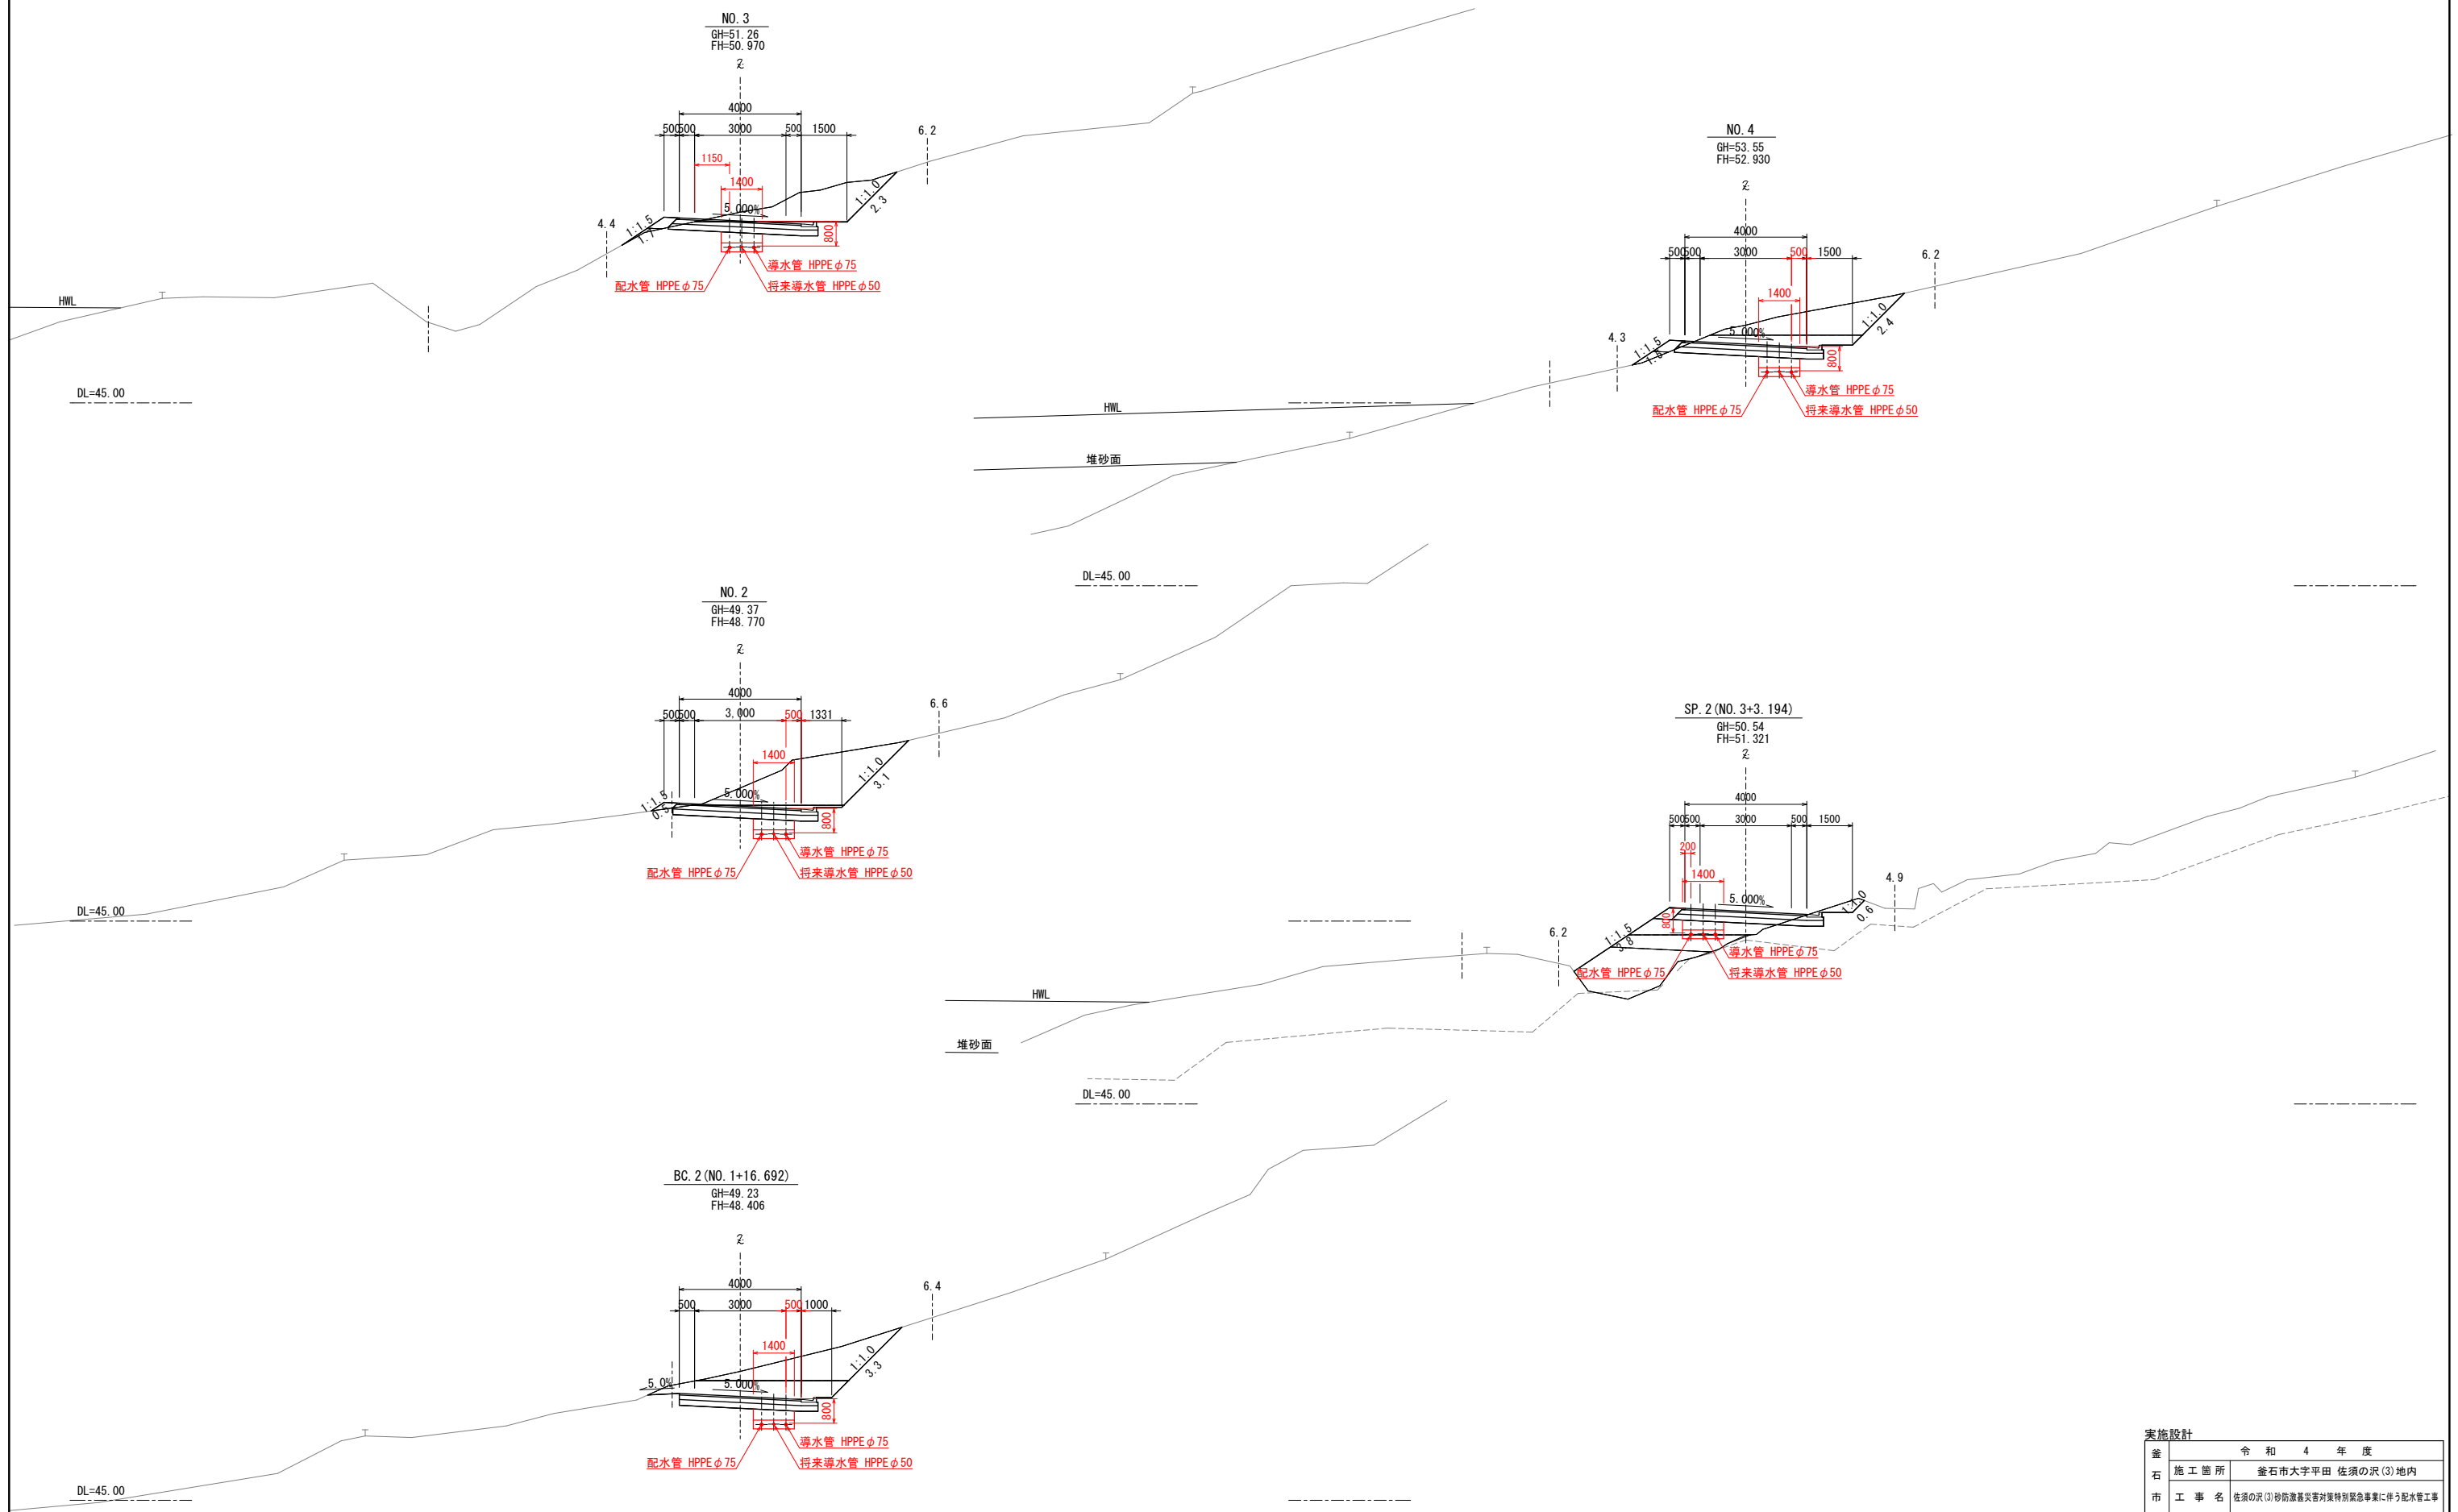 NO.3
GH=51.26
FH=50.970
4000
500
500
3000
500
1500
1150
1400
6.2
4.4
1:1.5
1.7
5.000%
1:1.0
2.3
800
導水管 HPPEφ75
配水管 HPPEφ75
将来導水管 HPPEφ50
HWL
DL=45.00
NO.4
GH=53.55
FH=52.930
4000
500
500
3000
500
1500
1400
6.2
4.3
1:1.5
5.000%
1:1.0
2.4
800
導水管 HPPEφ75
配水管 HPPEφ75
将来導水管 HPPEφ50
HWL
堆砂面
DL=45.00
NO.2
GH=49.37
FH=48.770
4000
500
500
3,000
500
1331
1400
6.6
1:1.5
0.5
5.000%
1:1.0
3.1
800
導水管 HPPEφ75
配水管 HPPEφ75
将来導水管 HPPEφ50
DL=45.00
SP.2(NO.3+3.194)
GH=50.54
FH=51.321
4000
500
500
3000
500
1500
200
1400
4.9
6.2
1:1.5
3.8
5.000%
1:1.0
0.6
800
導水管 HPPEφ75
配水管 HPPEφ75
将来導水管 HPPEφ50
HWL
堆砂面
DL=45.00
BC.2(NO.1+16.692)
GH=49.23
FH=48.406
4000
500
3000
500
1000
1400
6.4
5.0%
5.000%
1:1.0
3.3
800
導水管 HPPEφ75
配水管 HPPEφ75
将来導水管 HPPEφ50
DL=45.00
実施設計
釜石市
令和 4 年度
施工箇所 釜石市大字平田 佐須の沢(3)地内
工事名 佐須の沢(3)砂防激甚災害対策特別緊急事業に伴う配水管工事